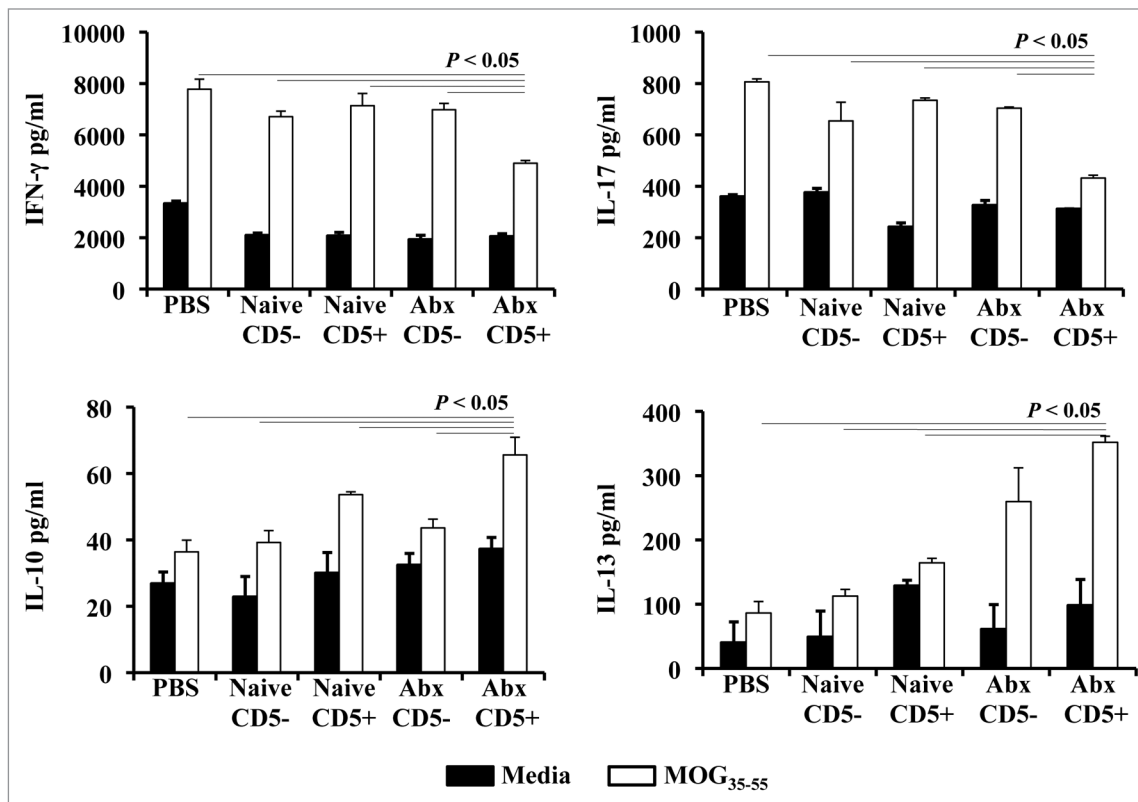 IFN-γ pg/ml
10000
8000
6000
4000
2000
0
P < 0.05
PBS Naive Naive Abx Abx
CD5- CD5+ CD5- CD5+
IL-17 pg/ml
1000
800
600
400
200
0
P < 0.05
PBS Naive Naive Abx Abx
CD5- CD5+ CD5- CD5+
IL-10 pg/ml
80
60
40
20
0
P < 0.05
PBS Naive Naive Abx Abx
CD5- CD5+ CD5- CD5+
IL-13 pg/ml
400
300
200
100
0
P < 0.05
PBS Naive Naive Abx Abx
CD5- CD5+ CD5- CD5+
Media MOG35-55